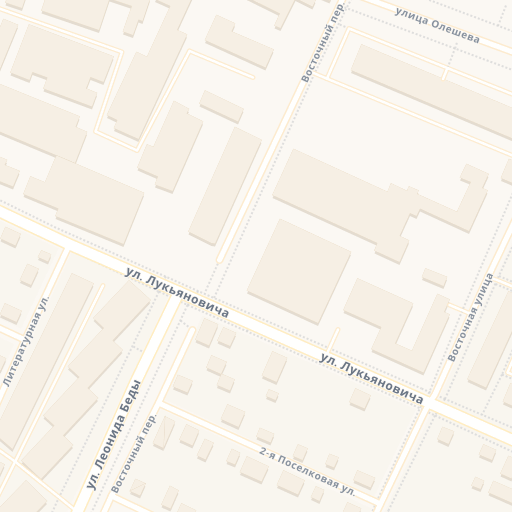 улица Олешева
Восточный пер.
ул. Лукьяновича
Восточная улица
Литературная ул.
ул. Лукьяновича
ул. Леонида Беды
Восточный пер.
2-я Поселковая ул.